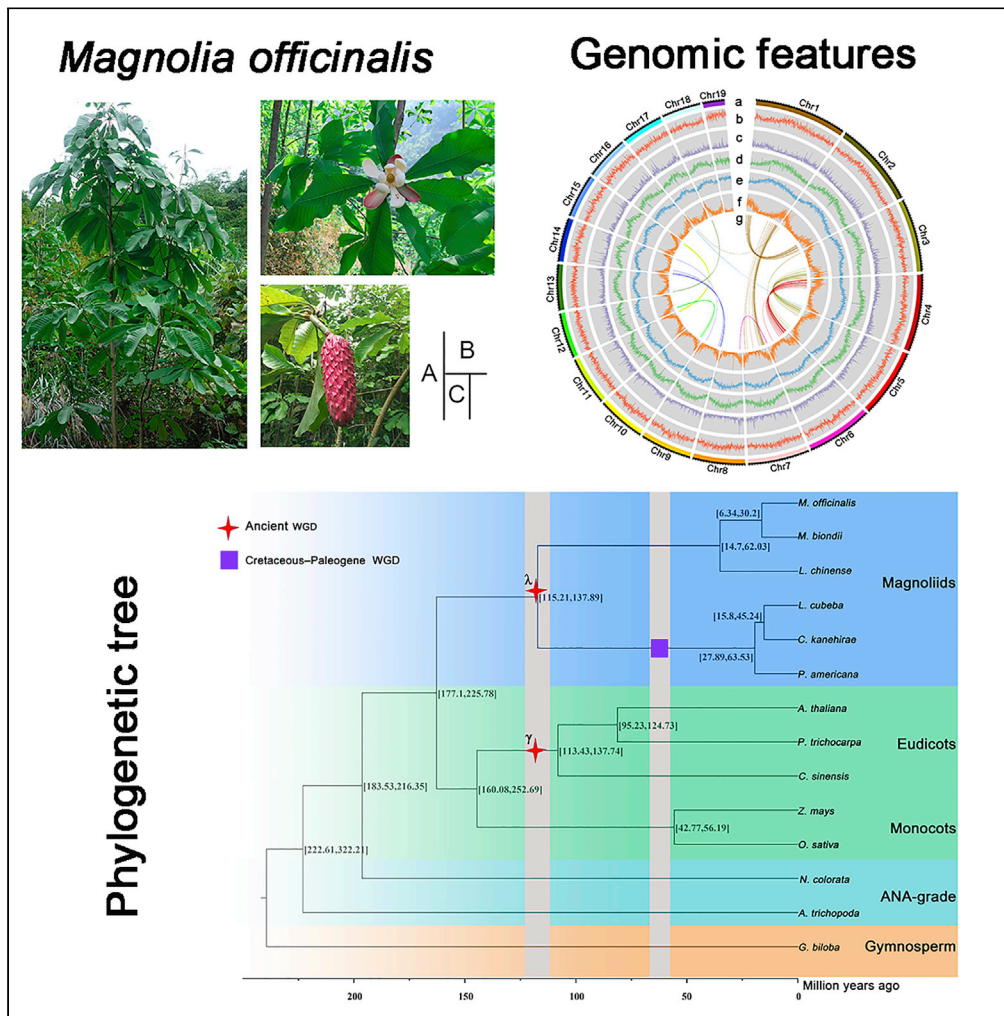 Magnolia officinalis
A
B
C
Genomic features
a
b
c
d
e
f
g
Chr1
Chr2
Chr3
Chr4
Chr5
Chr6
Chr7
Chr8
Chr9
Chr10
Chr11
Chr12
Chr13
Chr14
Chr15
Chr16
Chr17
Chr18
Chr19
Phylogenetic tree
Ancient WGD
Cretaceous–Paleogene WGD
λ
γ
[6.34,30.2]
[14.7,62.03]
[115.21,137.89]
[15.8,45.24]
[27.89,63.53]
[177.1,225.78]
[95.23,124.73]
[113.43,137.74]
[183.53,216.35]
[160.08,252.69]
[42.77,56.19]
[222.61,322.21]
M. officinalis
M. biondii
L. chinense
L. cubeba
C. kanehirae
P. americana
A. thaliana
P. trichocarpa
C. sinensis
Z. mays
O. sativa
N. colorata
A. trichopoda
G. biloba
Magnoliids
Eudicots
Monocots
ANA-grade
Gymnosperm
200
150
100
50
0
Million years ago